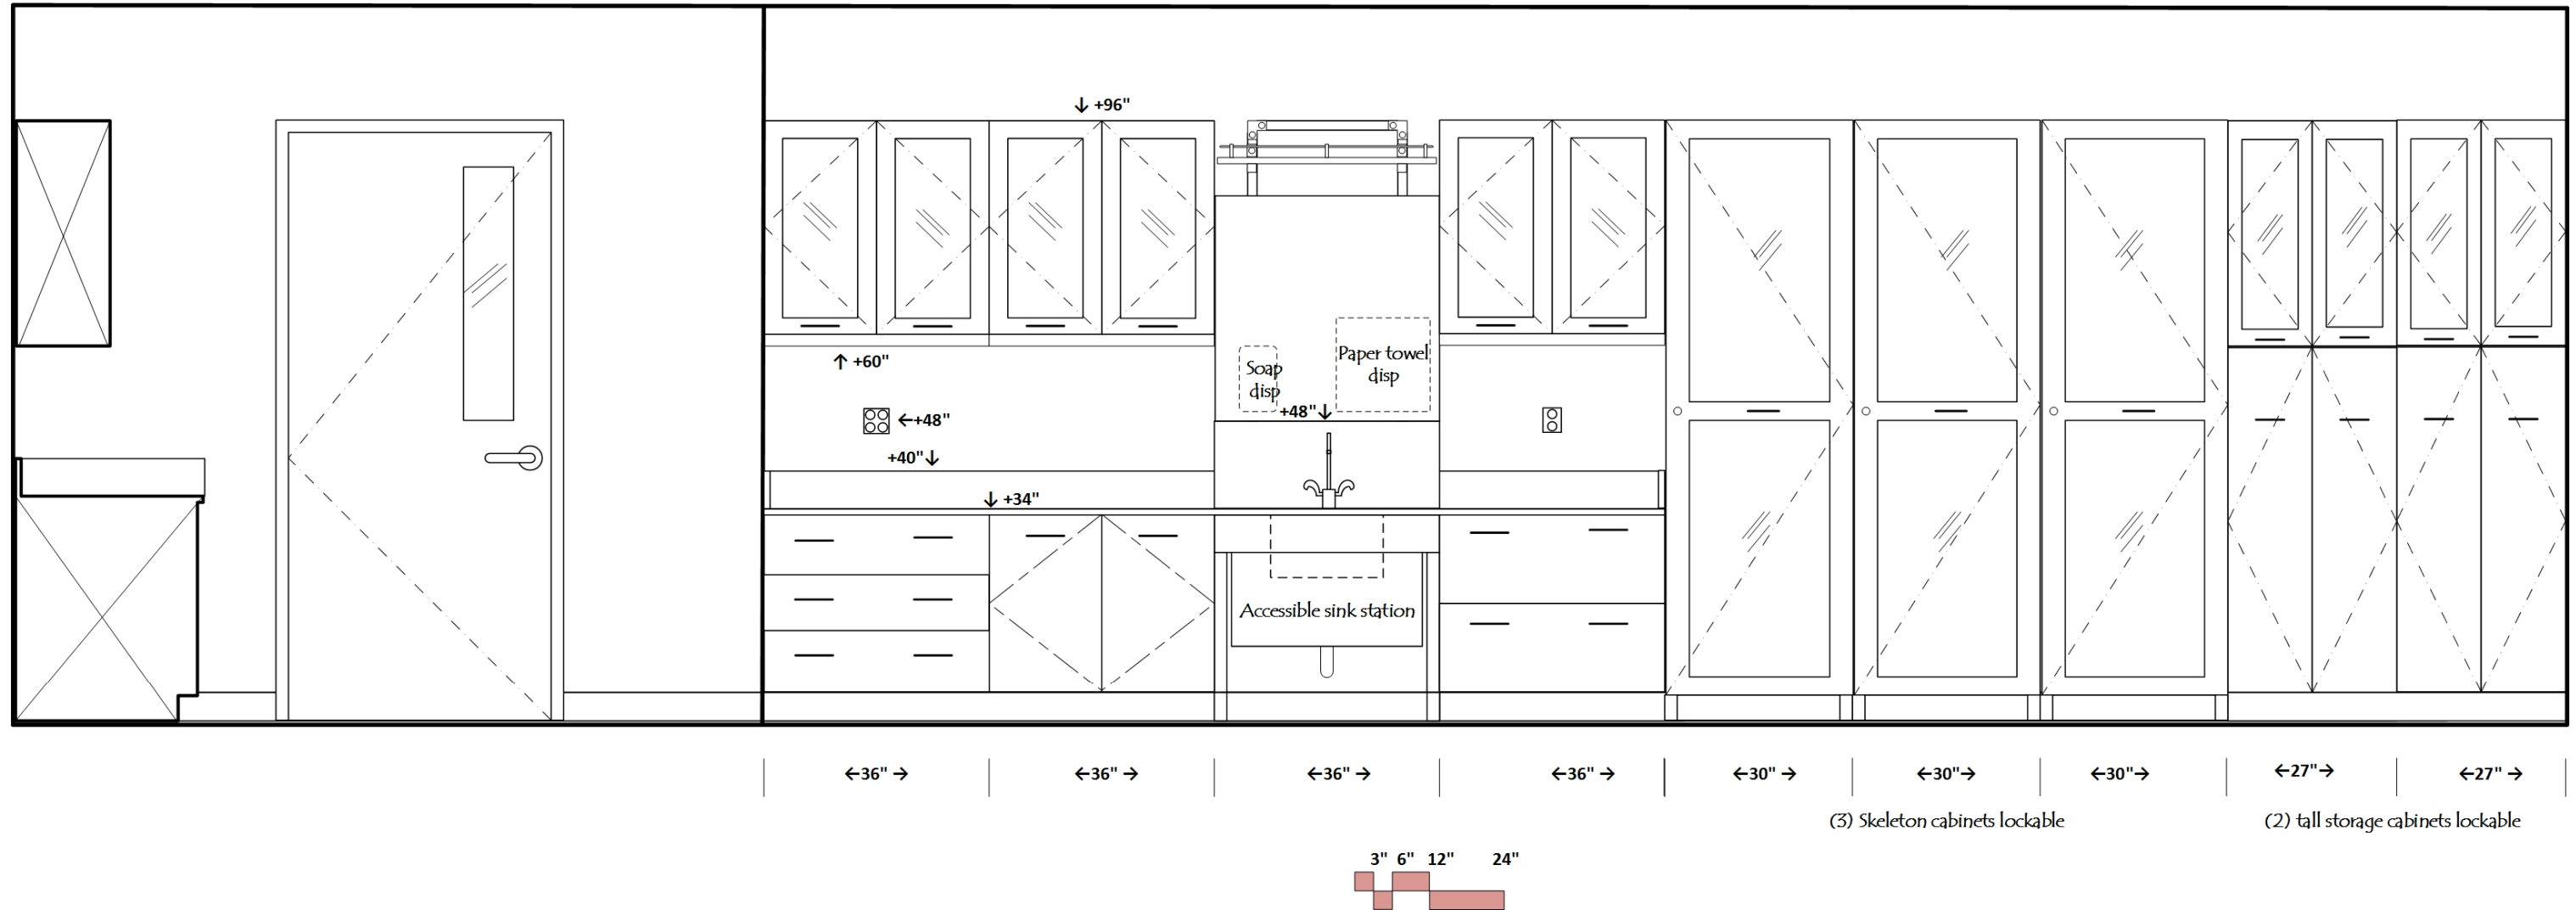 ↓ +96"
↑ +60"
Soap
disp
Paper towel
disp
←+48"
+48"↓
+40"↓
↓ +34"
Accessible sink station
←36" →
←36" →
←36" →
←36" →
←30" →
←30"→
←30"→
←27"→
←27" →
(3) Skeleton cabinets lockable
(2) tall storage cabinets lockable
3" 6" 12" 24"